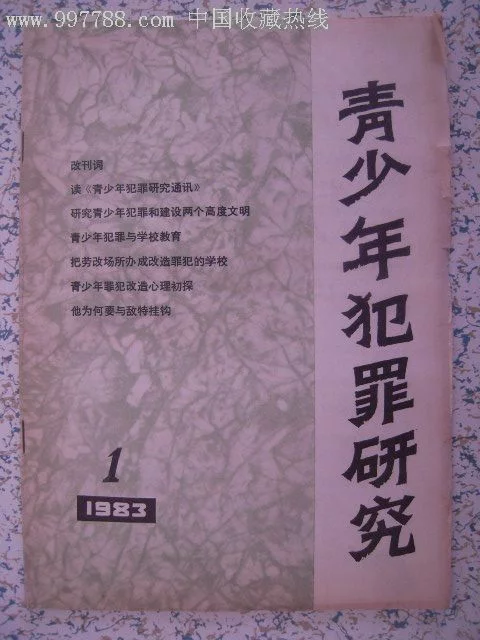 www.997788.com 中国收藏热线
青少年犯罪研究
改刊词
读《青少年犯罪研究通讯》
研究青少年犯罪和建设两个高度文明
青少年犯罪与学校教育
把劳改场所办成改造罪犯的学校
青少年罪犯改造心理初探
他为何要与敌特挂钩
1
1983